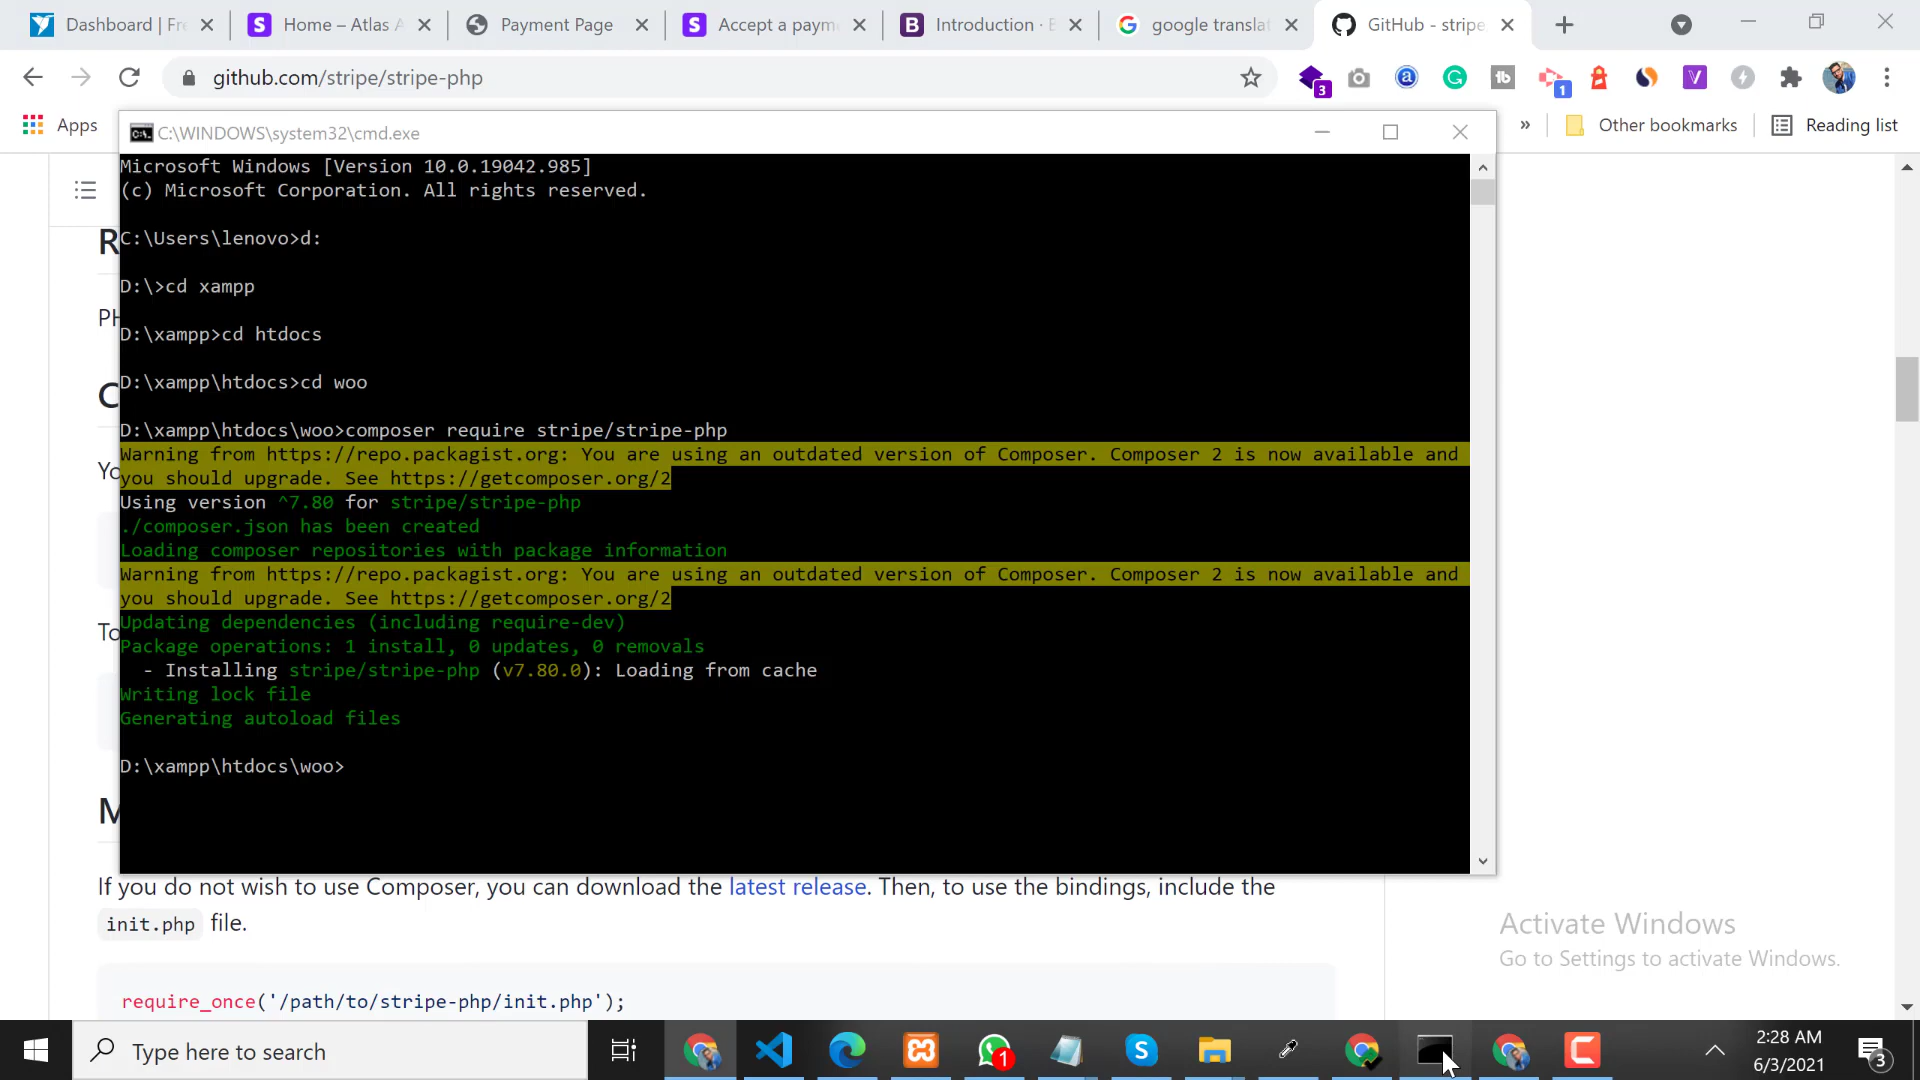 Dashboard | Fre
Home – Atlas A
Payment Page
Accept a payme
Introduction · B
google translat
GitHub - stripe
github.com/stripe/stripe-php
3
1
Apps
»
Other bookmarks
Reading list
C:\WINDOWS\system32\cmd.exe
Microsoft Windows [Version 10.0.19042.985]
(c) Microsoft Corporation. All rights reserved.
C:\Users\lenovo>d:
D:\>cd xampp
D:\xampp>cd htdocs
D:\xampp\htdocs>cd woo
D:\xampp\htdocs\woo>composer require stripe/stripe-php
Warning from https://repo.packagist.org: You are using an outdated version of Composer. Composer 2 is now available and
you should upgrade. See https://getcomposer.org/2
Using version ^7.80 for stripe/stripe-php
./composer.json has been created
Loading composer repositories with package information
Warning from https://repo.packagist.org: You are using an outdated version of Composer. Composer 2 is now available and
you should upgrade. See https://getcomposer.org/2
Updating dependencies (including require-dev)
Package operations: 1 install, 0 updates, 0 removals
- Installing stripe/stripe-php (v7.80.0): Loading from cache
Writing lock file
Generating autoload files
D:\xampp\htdocs\woo>
R
PH
C
Yo
To
M
If you do not wish to use Composer, you can download the latest release. Then, to use the bindings, include the
init.php file.
require_once('/path/to/stripe-php/init.php');
Activate Windows
Go to Settings to activate Windows.
Type here to search
1
2:28 AM
6/3/2021
3